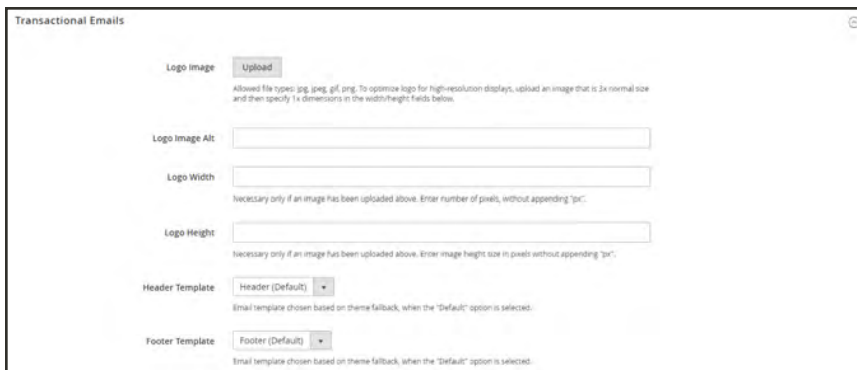 Transactional Emails
Logo Image
Upload
Allowed file types: jpg, jpeg, gif, png. To optimize logo for high-resolution displays, upload an image that is 3x normal size
and then specify 1x dimensions in the width/height fields below.
Logo Image Alt
Logo Width
Necessary only if an image has been uploaded above. Enter number of pixels, without appending "px".
Logo Height
Necessary only if an image has been uploaded above. Enter image height size in pixels without appending "px".
Header Template
Header (Default)
Email template chosen based on theme fallback, when the "Default" option is selected.
Footer Template
Footer (Default)
Email template chosen based on theme fallback, when the "Default" option is selected.